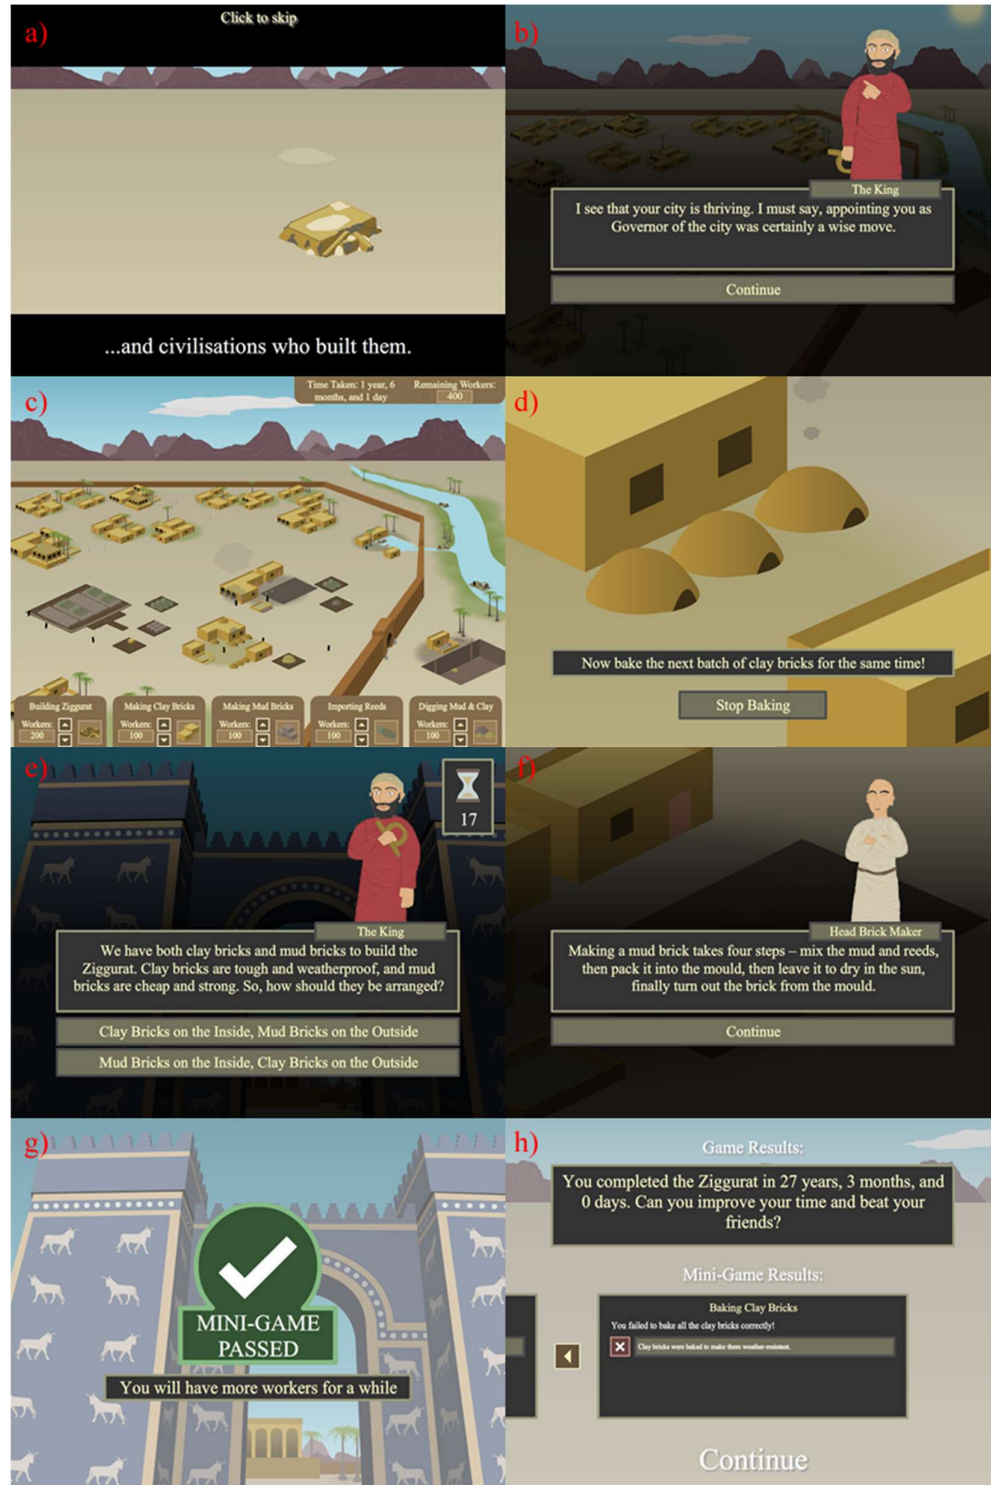 a)
Click to skip
...and civilisations who built them.
b)
The King
I see that your city is thriving. I must say, appointing you as
Governor of the city was certainly a wise move.
Continue
c)
Time Taken: 1 year, 6
months, and 1 day
Remaining Workers:
400
Building Ziggurat
Workers:
200
Making Clay Bricks
Workers:
100
Making Mud Bricks
Workers:
100
Importing Reeds
Workers:
100
Digging Mud & Clay
Workers:
100
d)
Now bake the next batch of clay bricks for the same time!
Stop Baking
e)
17
The King
We have both clay bricks and mud bricks to build the
Ziggurat. Clay bricks are tough and weatherproof, and mud
bricks are cheap and strong. So, how should they be arranged?
Clay Bricks on the Inside, Mud Bricks on the Outside
Mud Bricks on the Inside, Clay Bricks on the Outside
f)
Head Brick Maker
Making a mud brick takes four steps – mix the mud and reeds,
then pack it into the mould, then leave it to dry in the sun,
finally turn out the brick from the mould.
Continue
g)
MINI-GAME
PASSED
You will have more workers for a while
h)
Game Results:
You completed the Ziggurat in 27 years, 3 months, and
0 days. Can you improve your time and beat your
friends?
Mini-Game Results:
Baking Clay Bricks
You failed to bake all the clay bricks correctly!
Clay bricks were baked to make them weather-resistant.
Continue